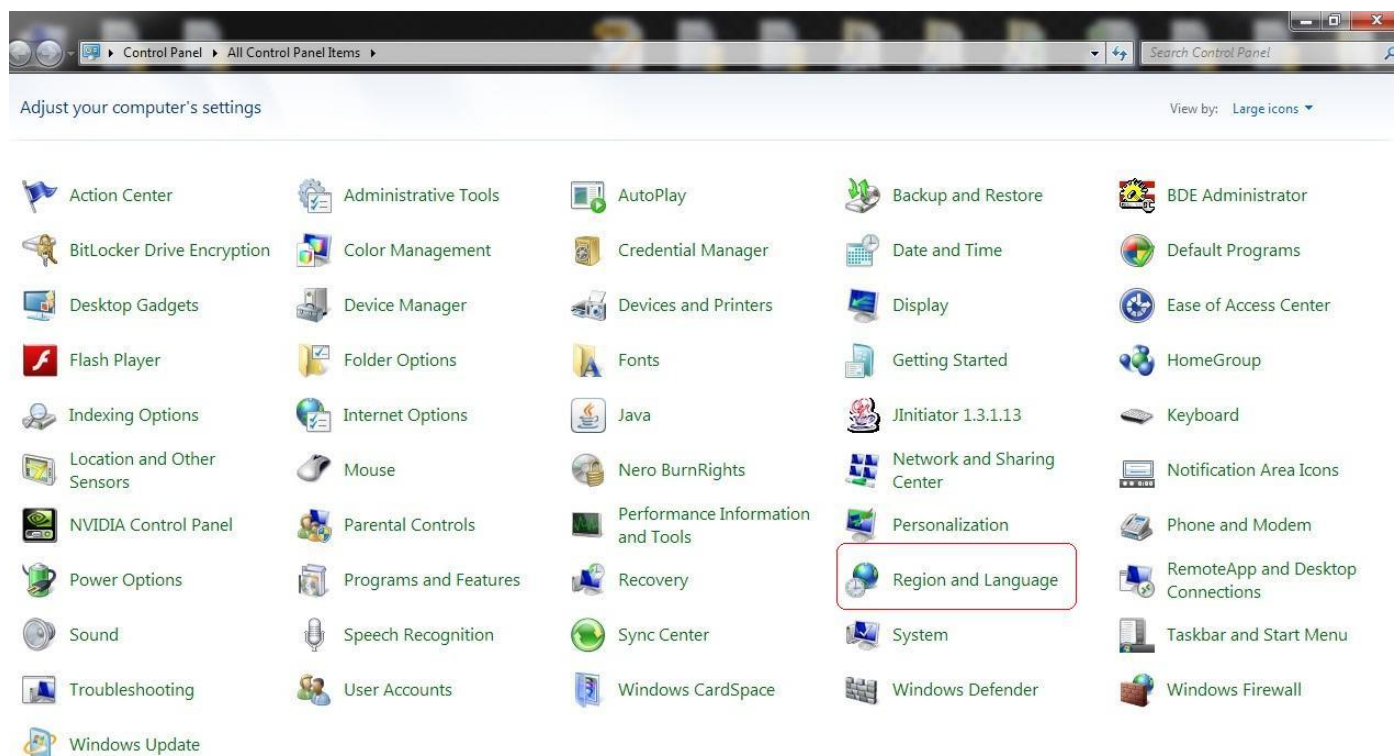 Control Panel All Control Panel Items Search Control Panel
Adjust your computer's settings View by: Large icons
Action Center Administrative Tools AutoPlay Backup and Restore BDE Administrator
BitLocker Drive Encryption Color Management Credential Manager Date and Time Default Programs
Desktop Gadgets Device Manager Devices and Printers Display Ease of Access Center
Flash Player Folder Options Fonts Getting Started HomeGroup
Indexing Options Internet Options Java JInitiator 1.3.1.13 Keyboard
Location and Other
Sensors
Mouse Nero BurnRights
Network and Sharing
Center
Notification Area Icons
NVIDIA Control Panel Parental Controls
Performance Information
and Tools
Personalization Phone and Modem
Power Options Programs and Features Recovery Region and Language
RemoteApp and Desktop
Connections
Sound Speech Recognition Sync Center System Taskbar and Start Menu
Troubleshooting User Accounts Windows CardSpace Windows Defender Windows Firewall
Windows Update